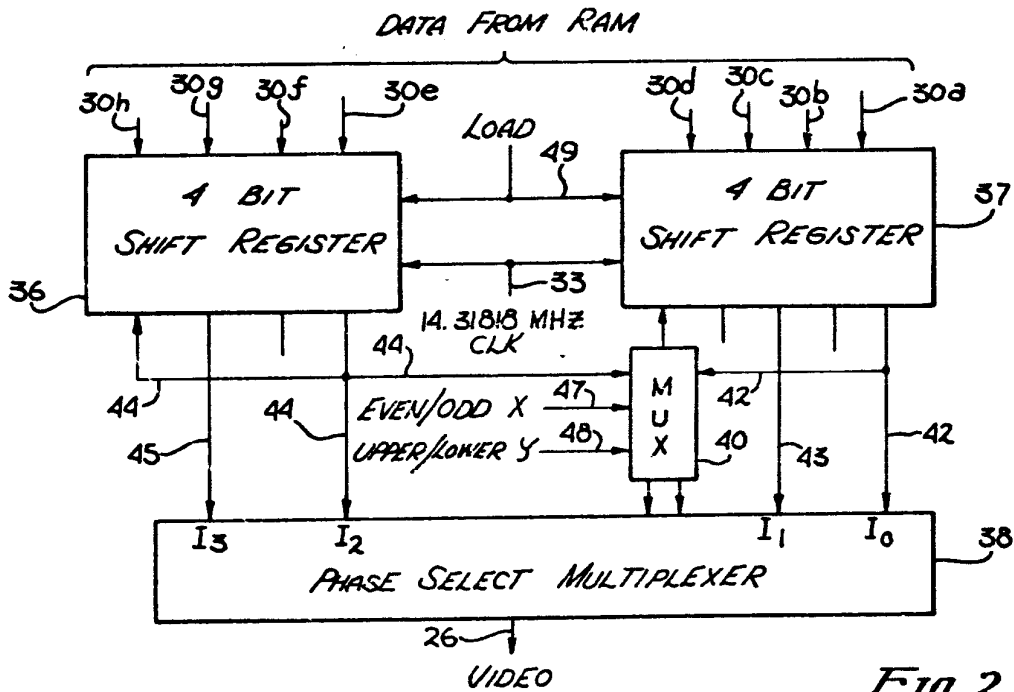 DATA FROM RAM
30h
30g
30f
30e
30d
30c
30b
30a
LOAD
49
4 BIT
SHIFT REGISTER
4 BIT
SHIFT REGISTER
37
36
33
14.31818 MHZ
CLK
44
44
44
EVEN/ODD X
47
UPPER/LOWER Y
48
MUX
42
40
45
43
42
I3
I2
I1
I0
38
PHASE SELECT MULTIPLEXER
26
VIDEO
FIG. 2